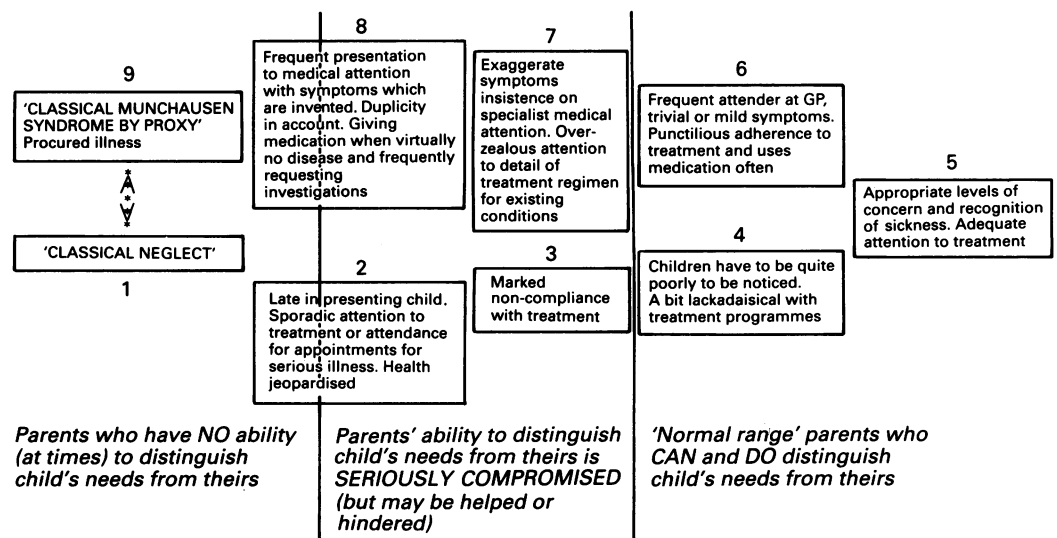 9
'CLASSICAL MUNCHAUSEN
SYNDROME BY PROXY'
Procured illness
'CLASSICAL NEGLECT'
1
8
Frequent presentation
to medical attention
with symptoms which
are invented. Duplicity
in account. Giving
medication when virtually
no disease and frequently
requesting
investigations
2
Late in presenting child.
Sporadic attention to
treatment or attendance
for appointments for
serious illness. Health
jeopardised
7
Exaggerate
symptoms
insistence on
specialist medical
attention. Over-
zealous attention
to detail of
treatment regimen
for existing
conditions
3
Marked
non-compliance
with treatment
6
Frequent attender at GP,
trivial or mild symptoms.
Punctilious adherence to
treatment and uses
medication often
4
Children have to be quite
poorly to be noticed.
A bit lackadaisical with
treatment programmes
5
Appropriate levels of
concern and recognition
of sickness. Adequate
attention to treatment
Parents who have NO ability
(at times) to distinguish
child's needs from theirs
Parents' ability to distinguish
child's needs from theirs is
SERIOUSLY COMPROMISED
(but may be helped or
hindered)
'Normal range' parents who
CAN and DO distinguish
child's needs from theirs